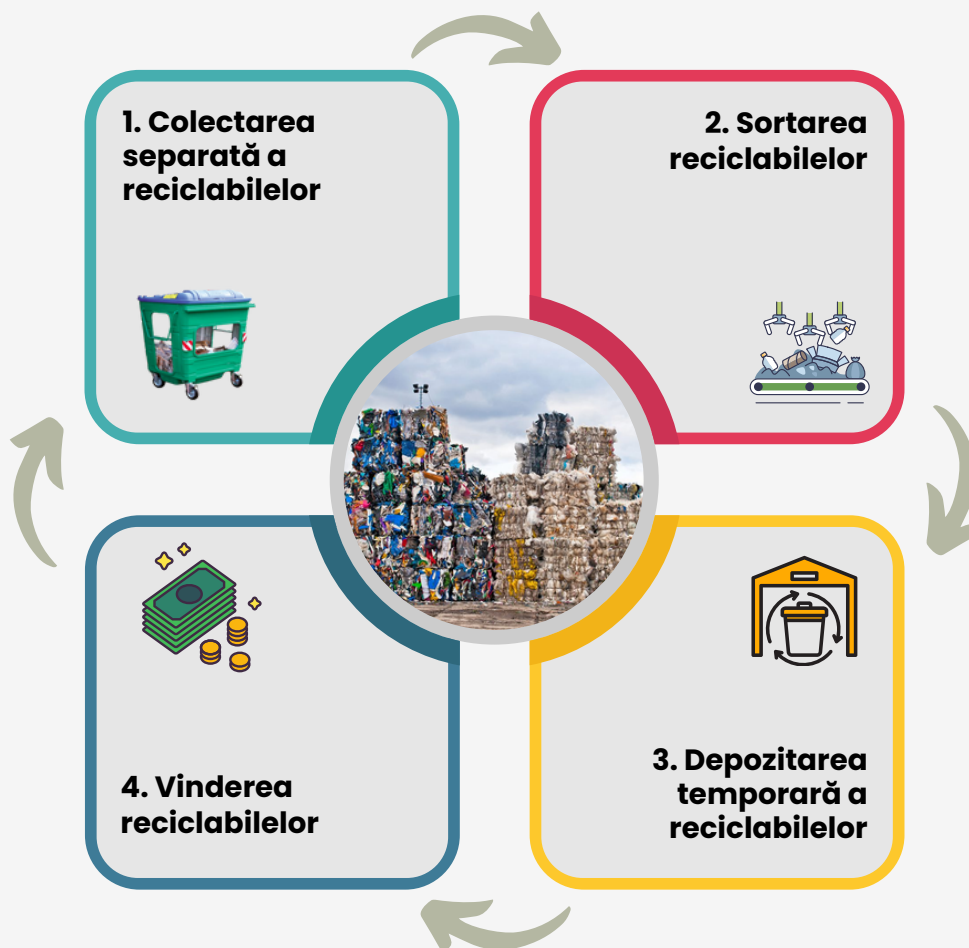 1. Colectarea
separată a
reciclabilelor
2. Sortarea
reciclabilelor
3. Depozitarea
temporară a
reciclabilelor
4. Vinderea
reciclabilelor